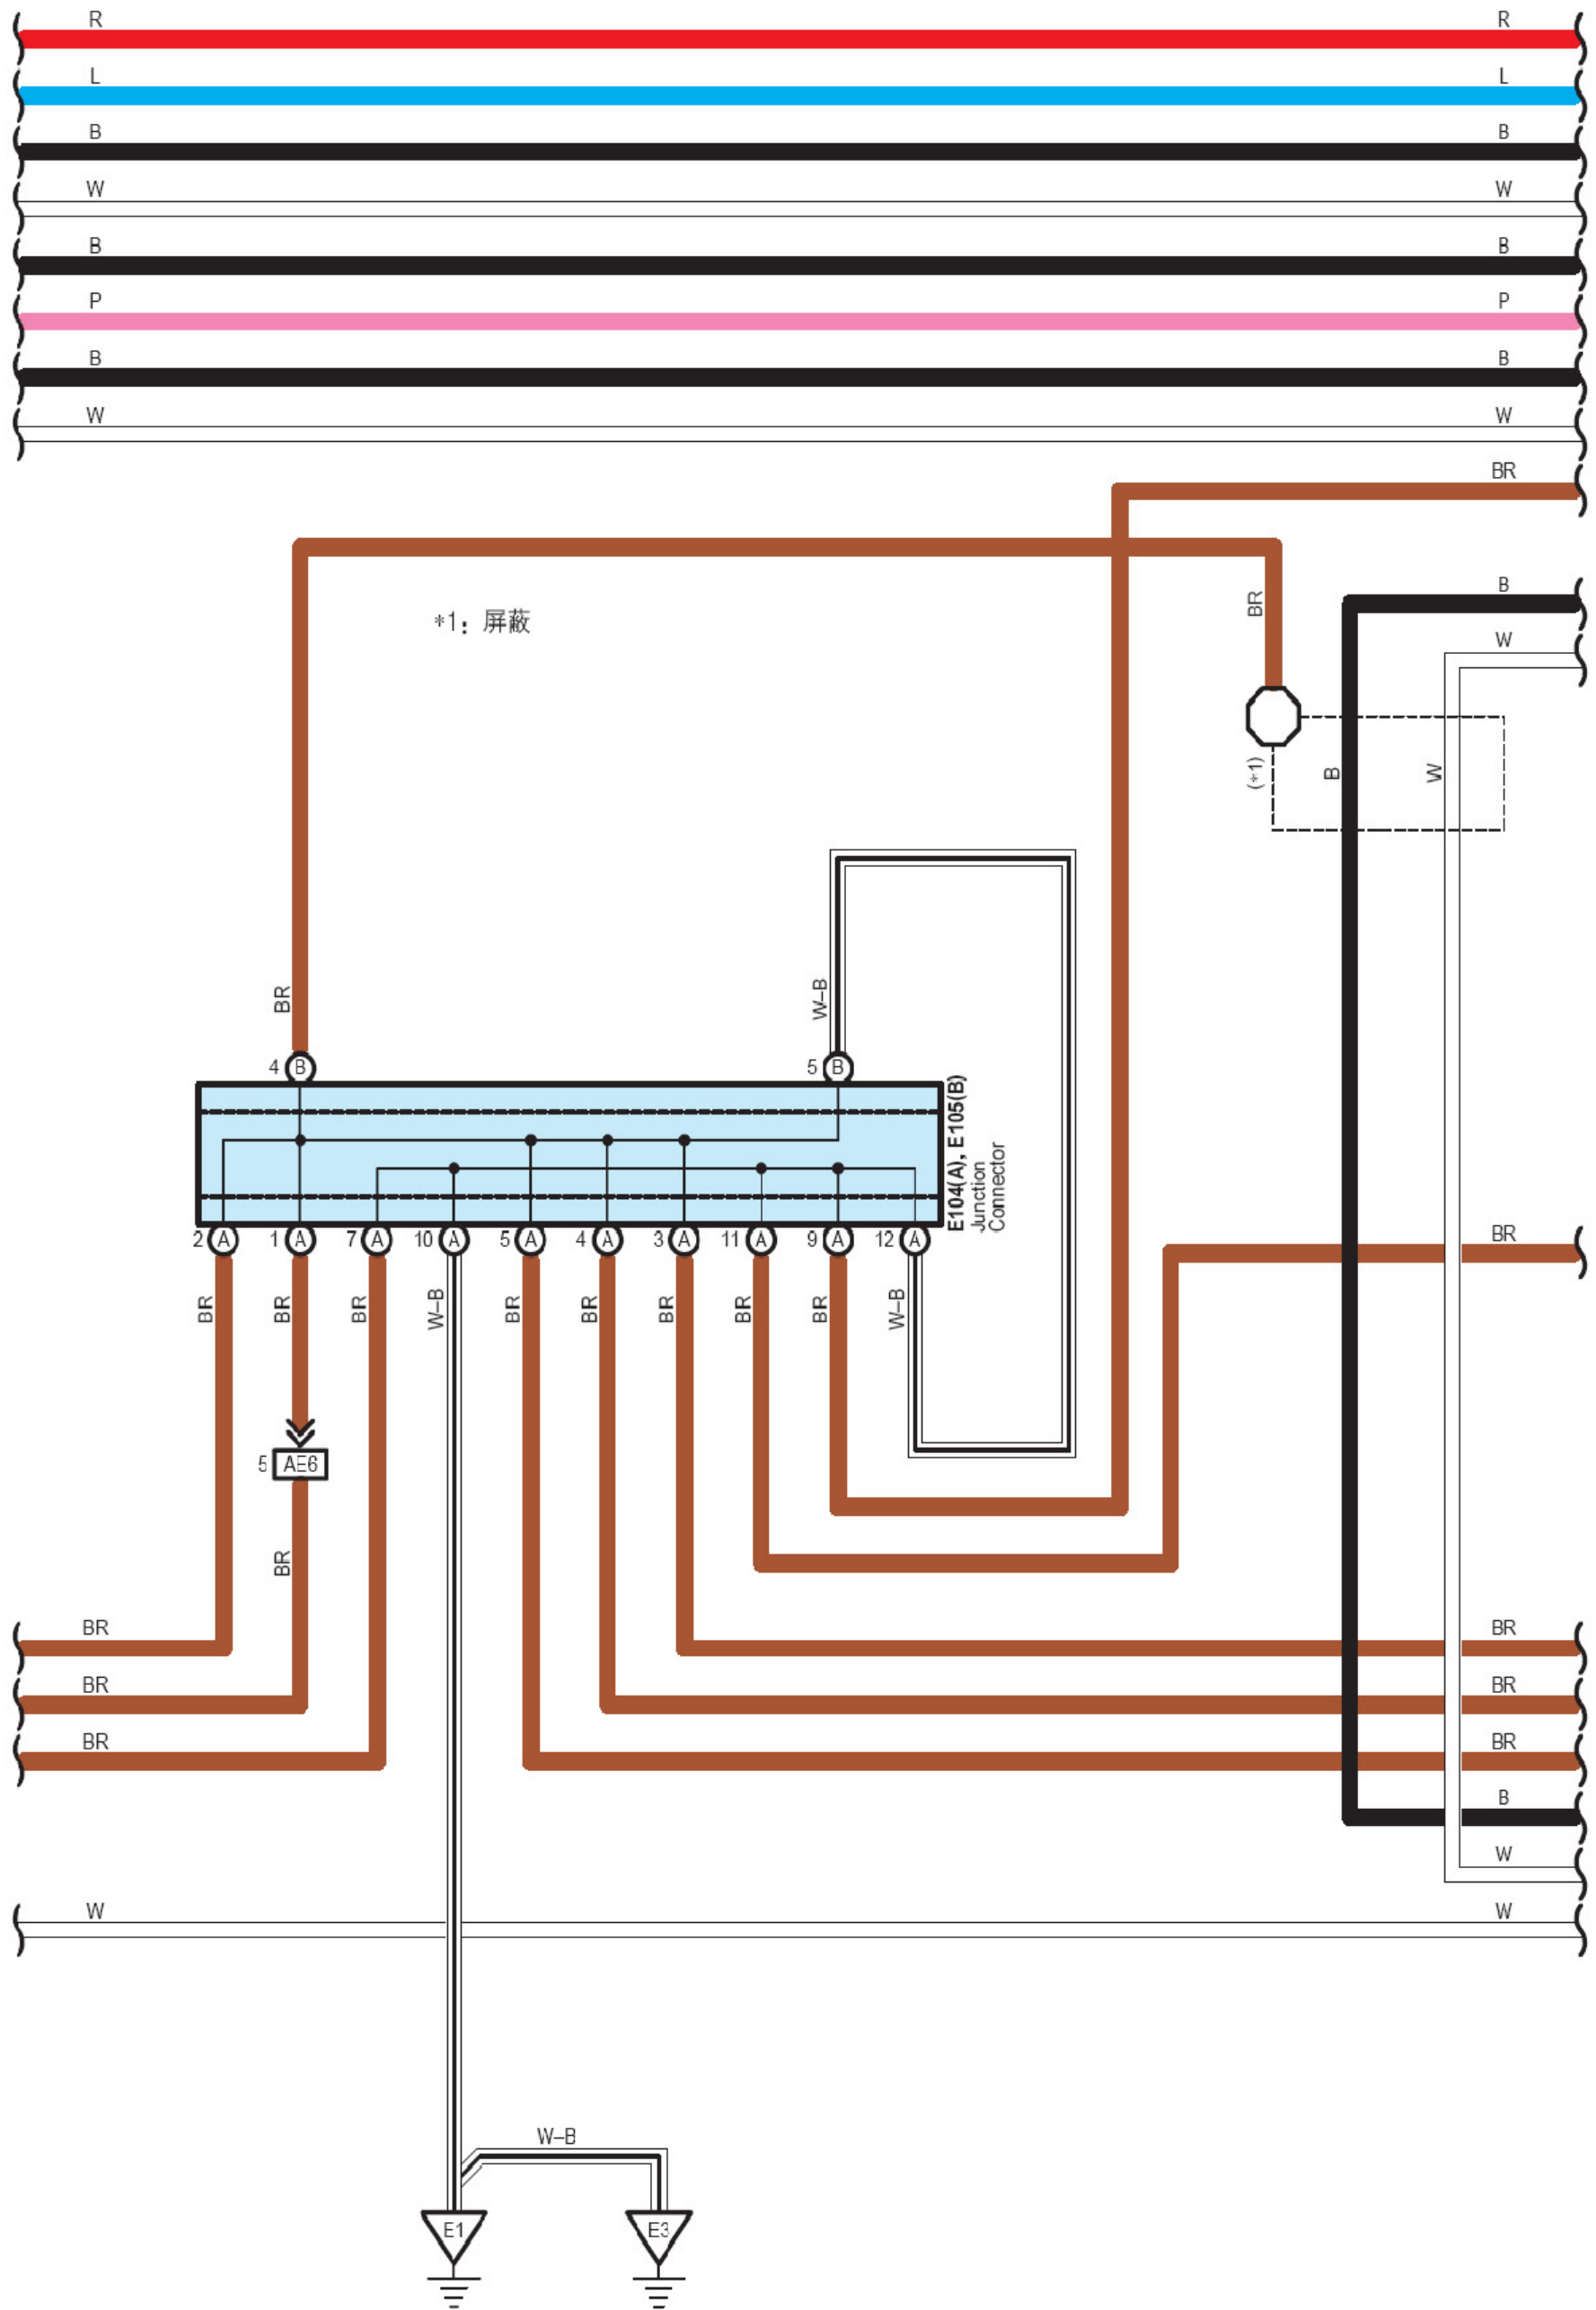 R R
L L
B B
W W
B B
P P
B B
W W
BR
*1: 屏蔽
BR
B
W
(*1)
B
W
BR
W-B
4 B
5 B
E104(A), E105(B)
Junction
Connector
2 A 1 A 7 A 10 A 5 A 4 A 3 A 11 A 9 A 12 A
BR
BR BR BR W-B BR BR BR BR BR W-B
5 AE6
BR
BR BR
BR BR
BR BR
B
W
W W
W-B
E1 E3